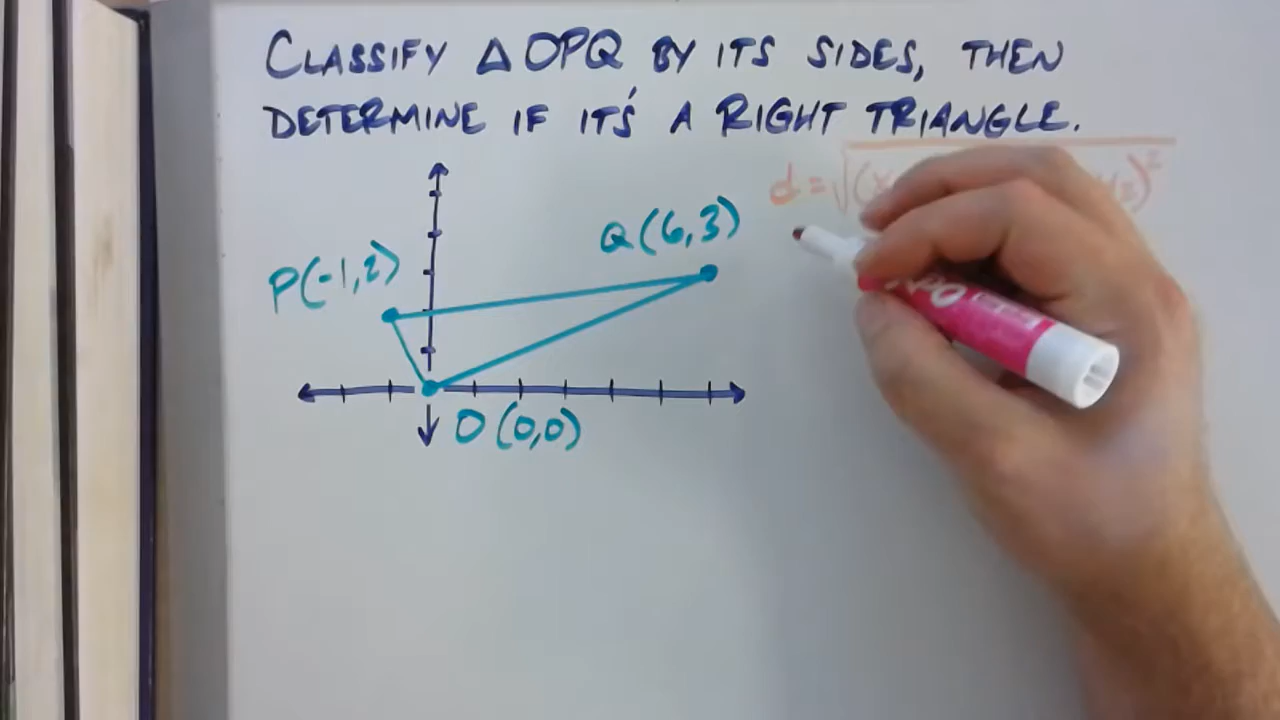 CLASSIFY △OPQ BY ITS SIDES, THEN
DETERMINE IF IT'S A RIGHT TRIANGLE.
d = √(x
Q(6,3)
P(-1,2)
O(0,0)